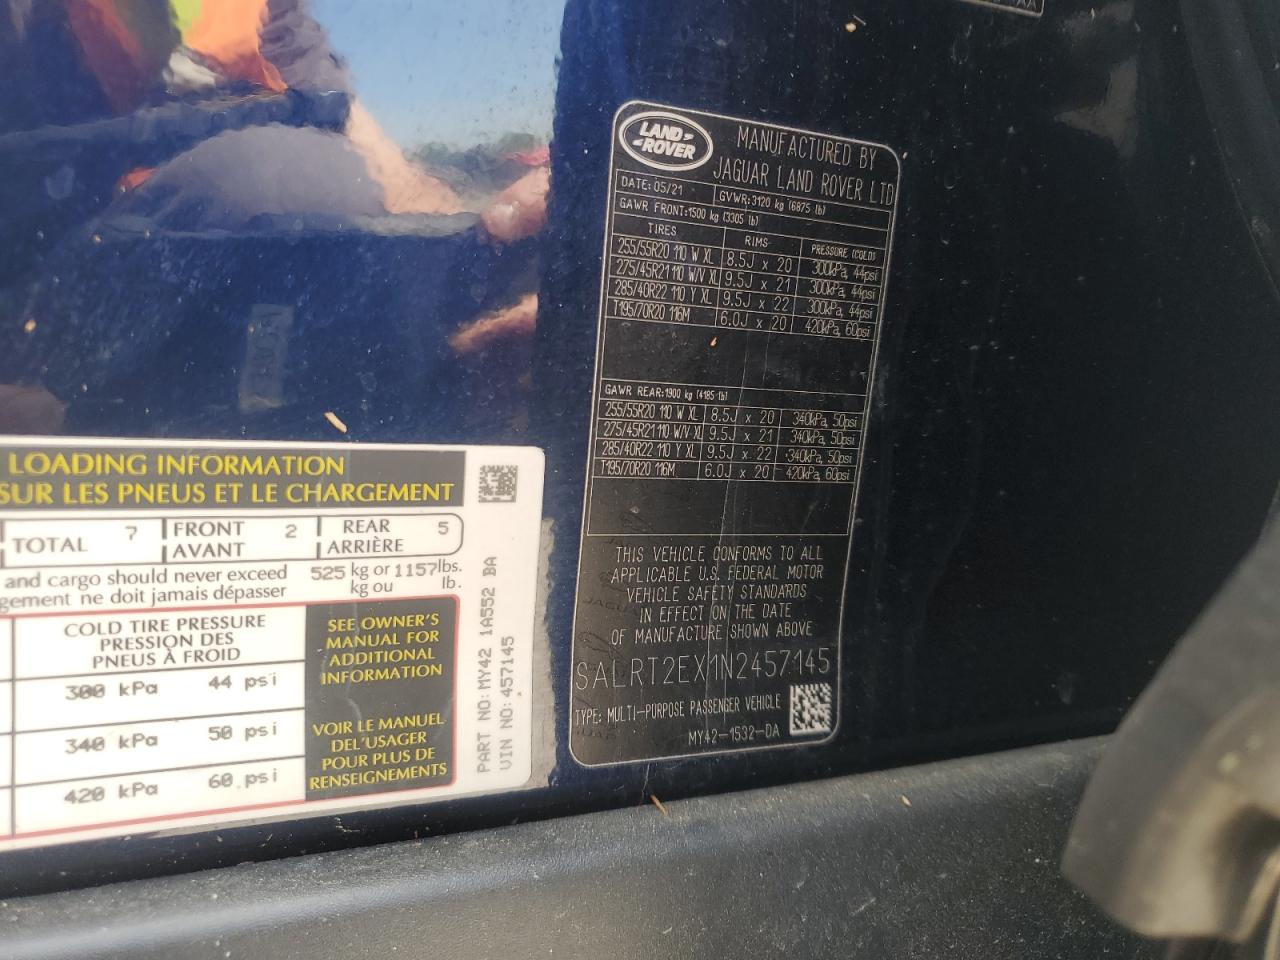 LAND ROVER
MANUFACTURED BY
JAGUAR LAND ROVER LTD
DATE: 05/21 GVWR:3120 kg (6875 lb)
GAWR FRONT:1500 kg (3305 lb)
TIRES RIMS PRESSURE (COLD)
255/55R20 110 W XL 8.5J x 20 300kPa, 44psi
275/45R21 110 W/V XL 9.5J x 21 300kPa, 44psi
285/40R22 110 Y XL 9.5J x 22 300kPa, 44psi
T195/70R20 116M 6.0J x 20 420kPa, 60psi
GAWR REAR:1900 kg (4185 lb)
255/55R20 110 W XL 8.5J x 20 340kPa, 50psi
275/45R21 110 W/V XL 9.5J x 21 340kPa, 50psi
285/40R22 110 Y XL 9.5J x 22 340kPa, 50psi
T195/70R20 116M 6.0J x 20 420kPa, 60psi
THIS VEHICLE CONFORMS TO ALL
APPLICABLE U.S. FEDERAL MOTOR
VEHICLE SAFETY STANDARDS
IN EFFECT ON THE DATE
OF MANUFACTURE SHOWN ABOVE
SALRT2EX1N2457145
TYPE: MULTI-PURPOSE PASSENGER VEHICLE
MY42-1532-DA
LOADING INFORMATION
SUR LES PNEUS ET LE CHARGEMENT
TOTAL 7 FRONT 2 REAR 5
AVANT ARRIÈRE
and cargo should never exceed 525 kg or 1157 lbs.
gement ne doit jamais dépasser kg ou lb.
COLD TIRE PRESSURE
PRESSION DES
PNEUS À FROID
300 kPa 44 psi
340 kPa 50 psi
420 kPa 60 psi
SEE OWNER'S
MANUAL FOR
ADDITIONAL
INFORMATION
VOIR LE MANUEL
DEL'USAGER
POUR PLUS DE
RENSEIGNEMENTS
PART NO: MY42 1A552 BA
VIN NO: 457145